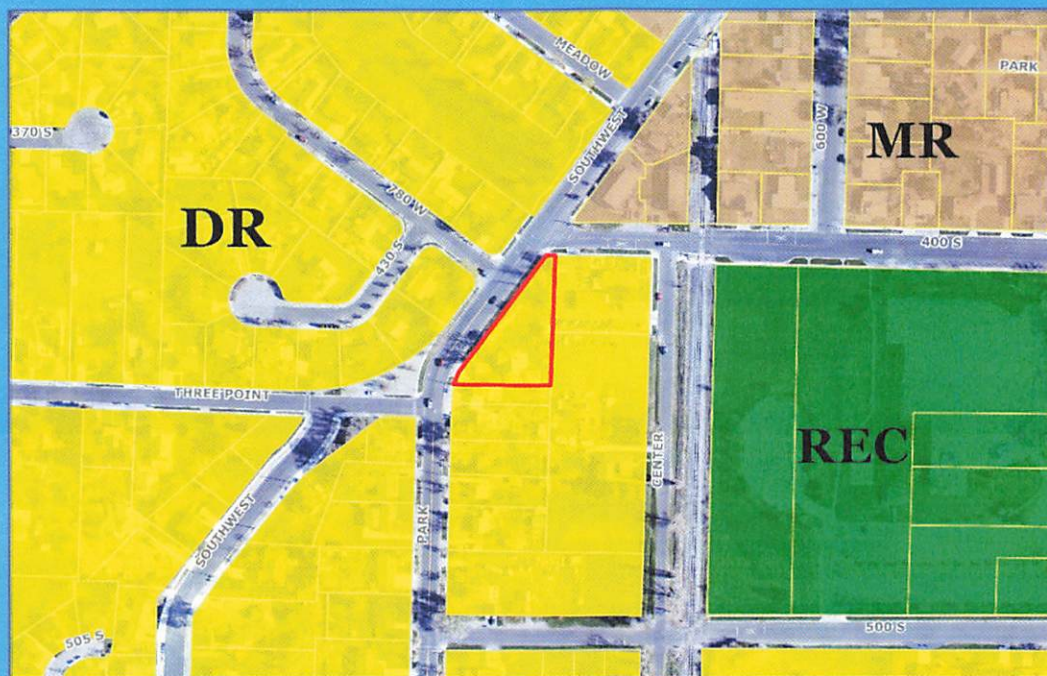 MEADOW
PARK
370 S
600 W
MR
SOUTHWEST
780 W
DR
430 S
400 S
THREE POINT
REC
CENTER
SOUTHWEST
PARK
500 S
505 S